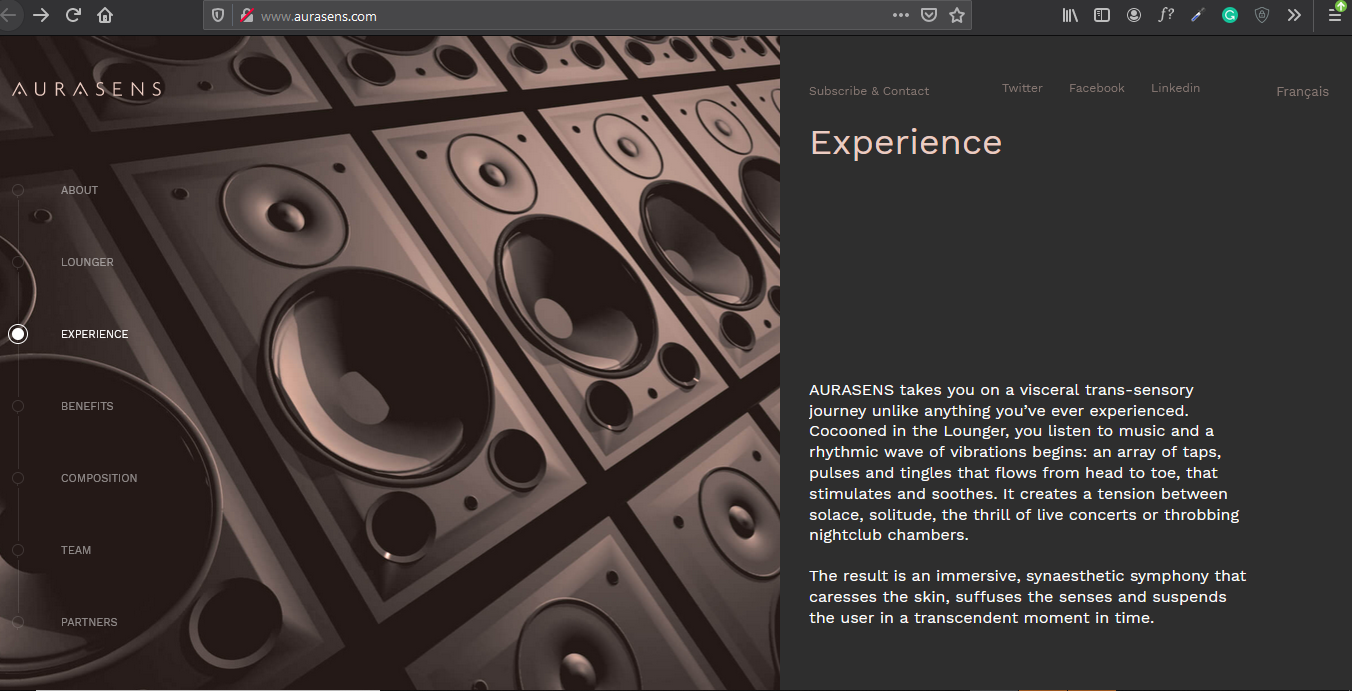 www.aurasens.com
f?
AURASENS
Subscribe & Contact
Twitter
Facebook
Linkedin
Français
Experience
ABOUT
LOUNGER
EXPERIENCE
BENEFITS
COMPOSITION
TEAM
PARTNERS
AURASENS takes you on a visceral trans-sensory
journey unlike anything you’ve ever experienced.
Cocooned in the Lounger, you listen to music and a
rhythmic wave of vibrations begins: an array of taps,
pulses and tingles that flows from head to toe, that
stimulates and soothes. It creates a tension between
solace, solitude, the thrill of live concerts or throbbing
nightclub chambers.
The result is an immersive, synaesthetic symphony that
caresses the skin, suffuses the senses and suspends
the user in a transcendent moment in time.